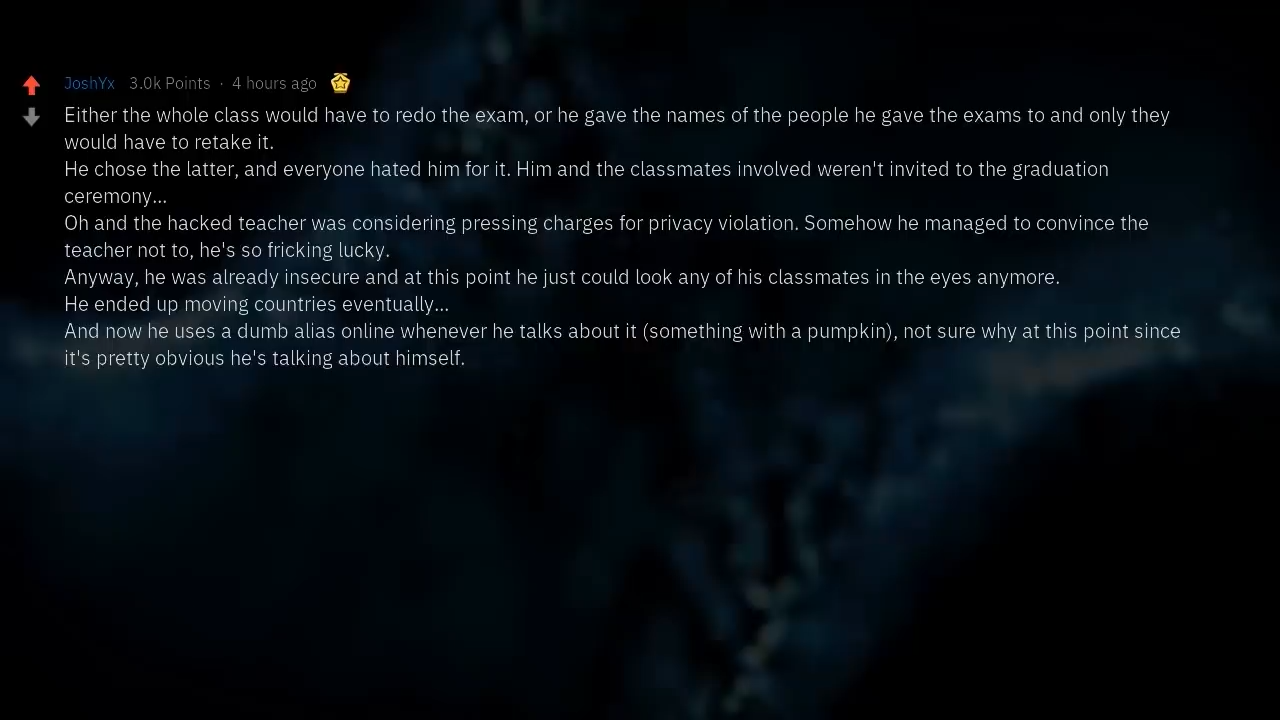 JoshYx 3.0k Points · 4 hours ago
Either the whole class would have to redo the exam, or he gave the names of the people he gave the exams to and only they
would have to retake it.
He chose the latter, and everyone hated him for it. Him and the classmates involved weren't invited to the graduation
ceremony...
Oh and the hacked teacher was considering pressing charges for privacy violation. Somehow he managed to convince the
teacher not to, he's so fricking lucky.
Anyway, he was already insecure and at this point he just could look any of his classmates in the eyes anymore.
He ended up moving countries eventually...
And now he uses a dumb alias online whenever he talks about it (something with a pumpkin), not sure why at this point since
it's pretty obvious he's talking about himself.